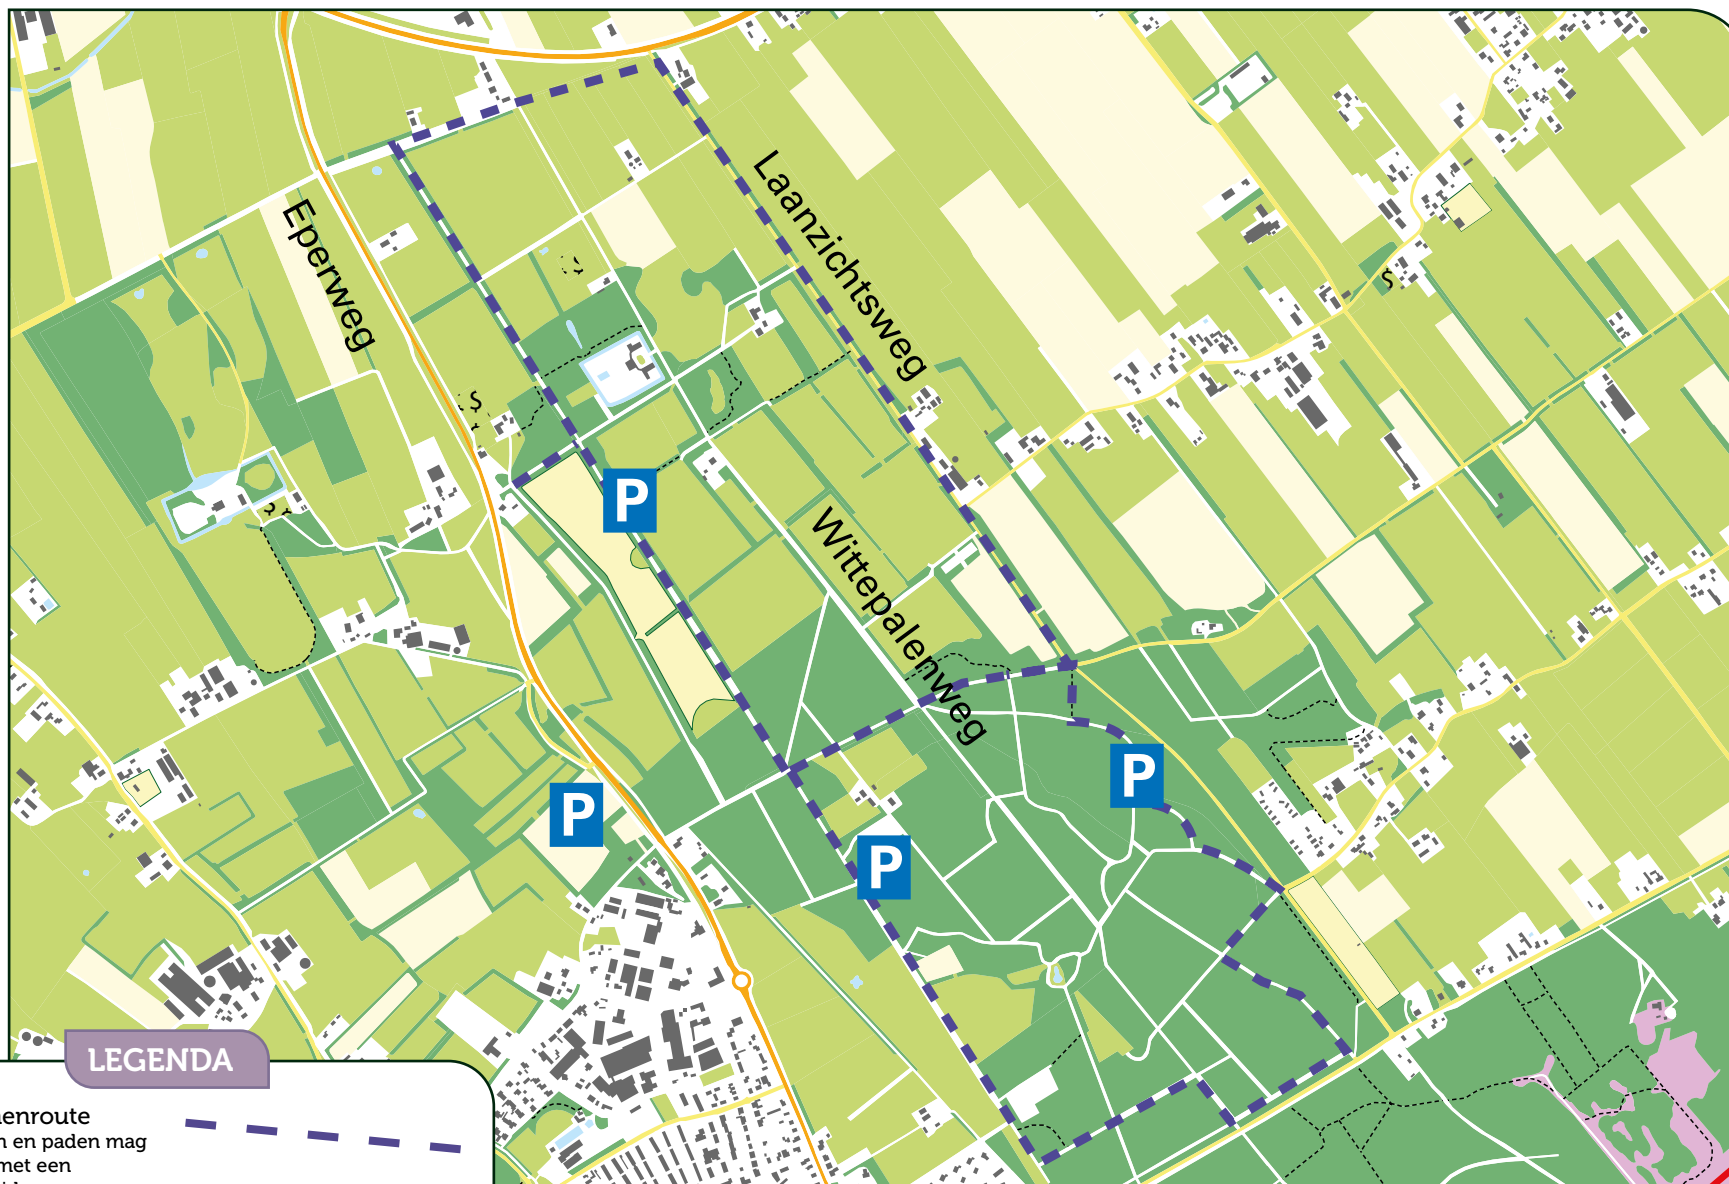 Laanzichtsweg
Eperweg
P
Wittepalenweg
P
P
P
LEGENDA
enroute
n en paden mag
met een